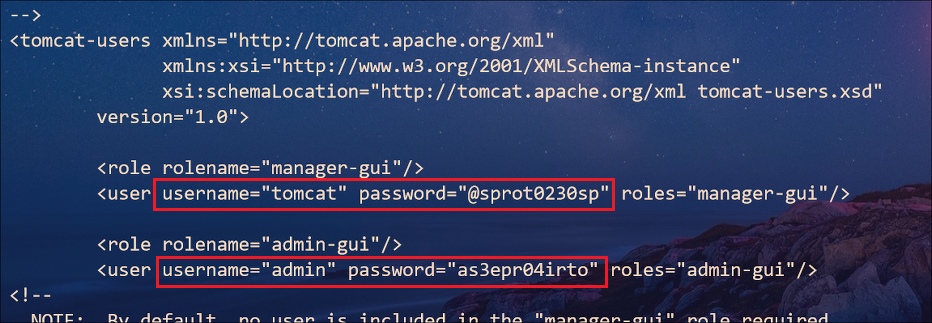 -->
<tomcat-users xmlns="http://tomcat.apache.org/xml"
xmlns:xsi="http://www.w3.org/2001/XMLSchema-instance"
xsi:schemaLocation="http://tomcat.apache.org/xml tomcat-users.xsd"
version="1.0">
<role rolename="manager-gui"/>
<user username="tomcat" password="@sprot0230sp" roles="manager-gui"/>
<role rolename="admin-gui"/>
<user username="admin" password="as3epr04irto" roles="admin-gui"/>
<!--
NOTE: By default, no user is included in the "manager-gui" role required